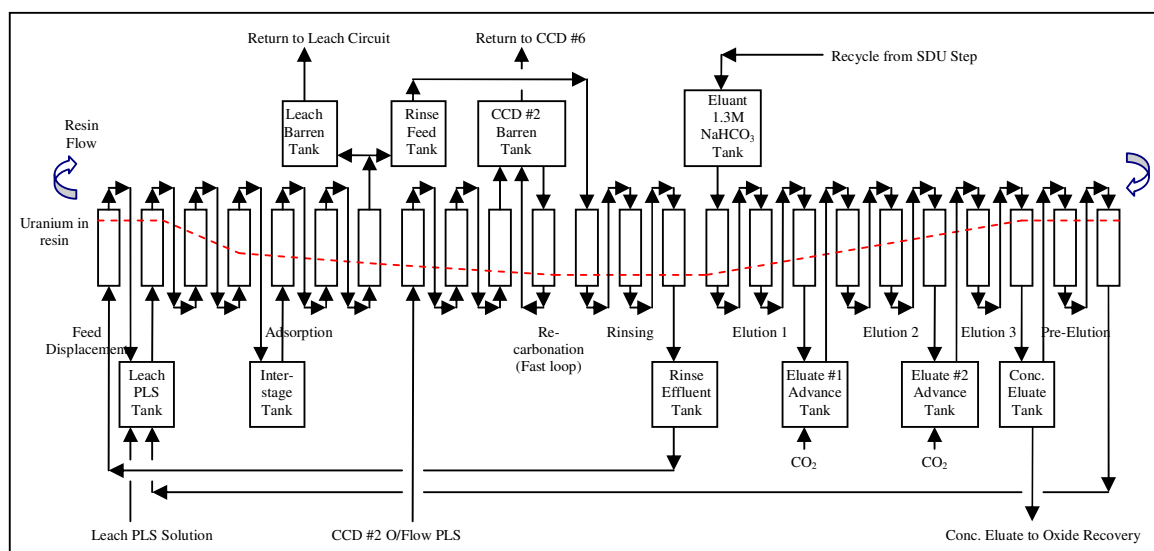 Return to Leach Circuit
Return to CCD #6
Recycle from SDU Step
Leach
Barren
Tank
Rinse
Feed
Tank
CCD #2
Barren
Tank
Eluant
1.3M
NaHCO₃
Tank
Resin
Flow
Uranium in
resin
Feed
Displacement
Adsorption
Re-
carbonation
(Fast loop)
Rinsing
Elution 1
Elution 2
Elution 3
Pre-Elution
Leach
PLS
Tank
Inter-
stage
Tank
Rinse
Effluent
Tank
Eluate #1
Advance
Tank
Eluate #2
Advance
Tank
Conc.
Eluate
Tank
CO₂
CO₂
Leach PLS Solution
CCD #2 O/Flow PLS
Conc. Eluate to Oxide Recovery